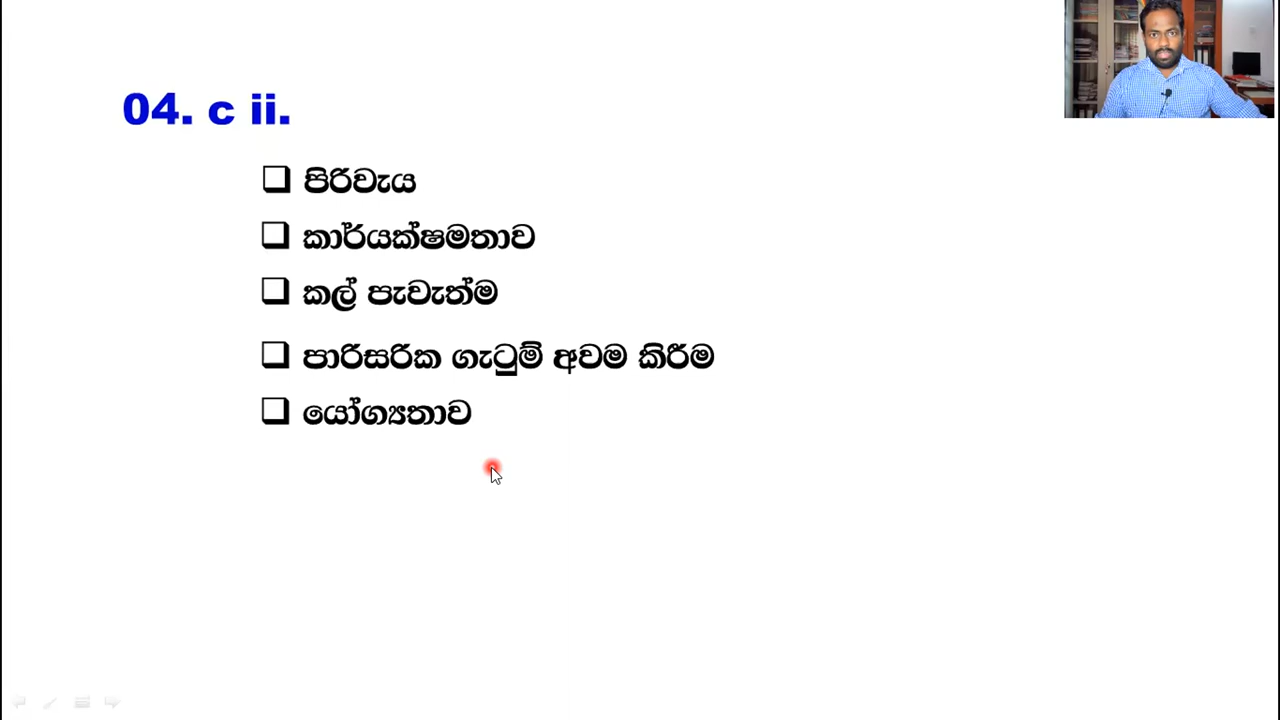 04. c ii.
පිරිවැය
කාර්යක්ෂමතාව
කල් පැවැත්ම
පාරිසරික ගැටුම් අවම කිරීම
යෝග්‍යතාව